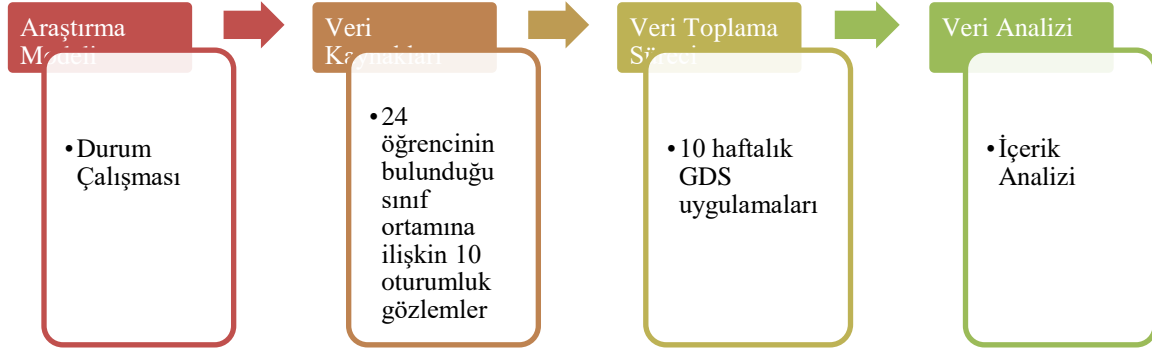 Araştırma
Modeli
•Durum
Çalışması
Veri
Kaynakları
•24
öğrencinin
bulunduğu
sınıf
ortamına
ilişkin 10
oturumluk
gözlemler
Veri Toplama
Süreci
•10 haftalık
GDS
uygulamaları
Veri Analizi
•İçerik
Analizi